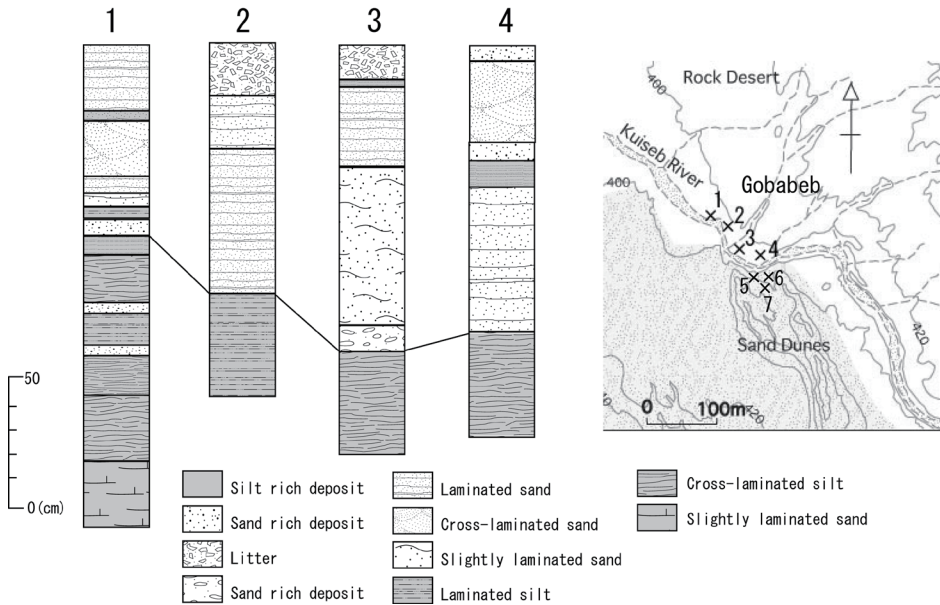 1 2 3 4
50
0(cm)
Silt rich deposit
Sand rich deposit
Litter
Sand rich deposit
Laminated sand
Cross-laminated sand
Slightly laminated sand
Laminated silt
Cross-laminated silt
Slightly laminated sand
400
Rock Desert
Kuiseb River
400
Gobabeb
1
2
3
4
5
6
7
Sand Dunes
420
420
0 100m